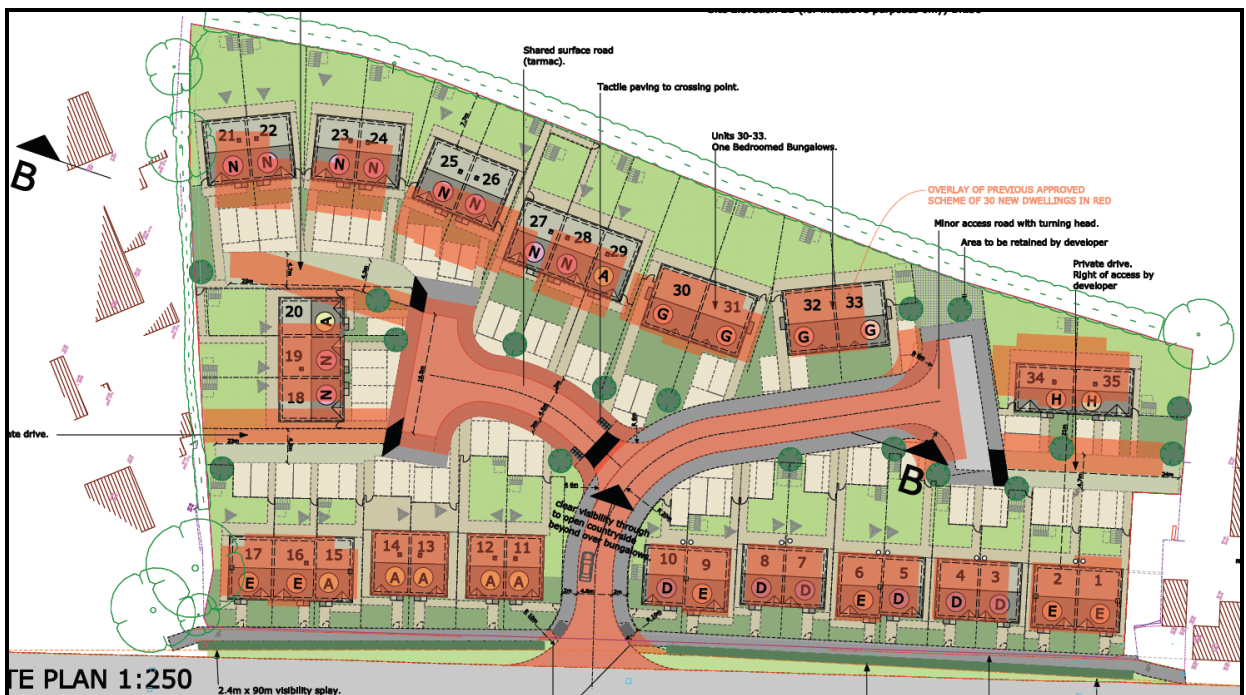 Shared surface road
(tarmac).
Tactile paving to crossing point.
Units 30-33.
One Bedroomed Bungalows.
OVERLAY OF PREVIOUS APPROVED
SCHEME OF 30 NEW DWELLINGS IN RED
Minor access road with turning head.
Area to be retained by developer
Private drive.
Right of access by
developer
B
21 22
N N
23 24
N N
25 26
N N
27 28 29
N N A
30 31
G G
32 33
G G
34 35
H H
20 A
19 N
18 N
ate drive.
B
clear visibility through
to open countryside
beyond over bungalows.
17 16 15
E E A
14 13
A A
12 11
A A
10 9
D E
8 7
D D
6 5
E D
4 3
D D
2 1
E E
TE PLAN 1:250
2.4m x 90m visibility splay.